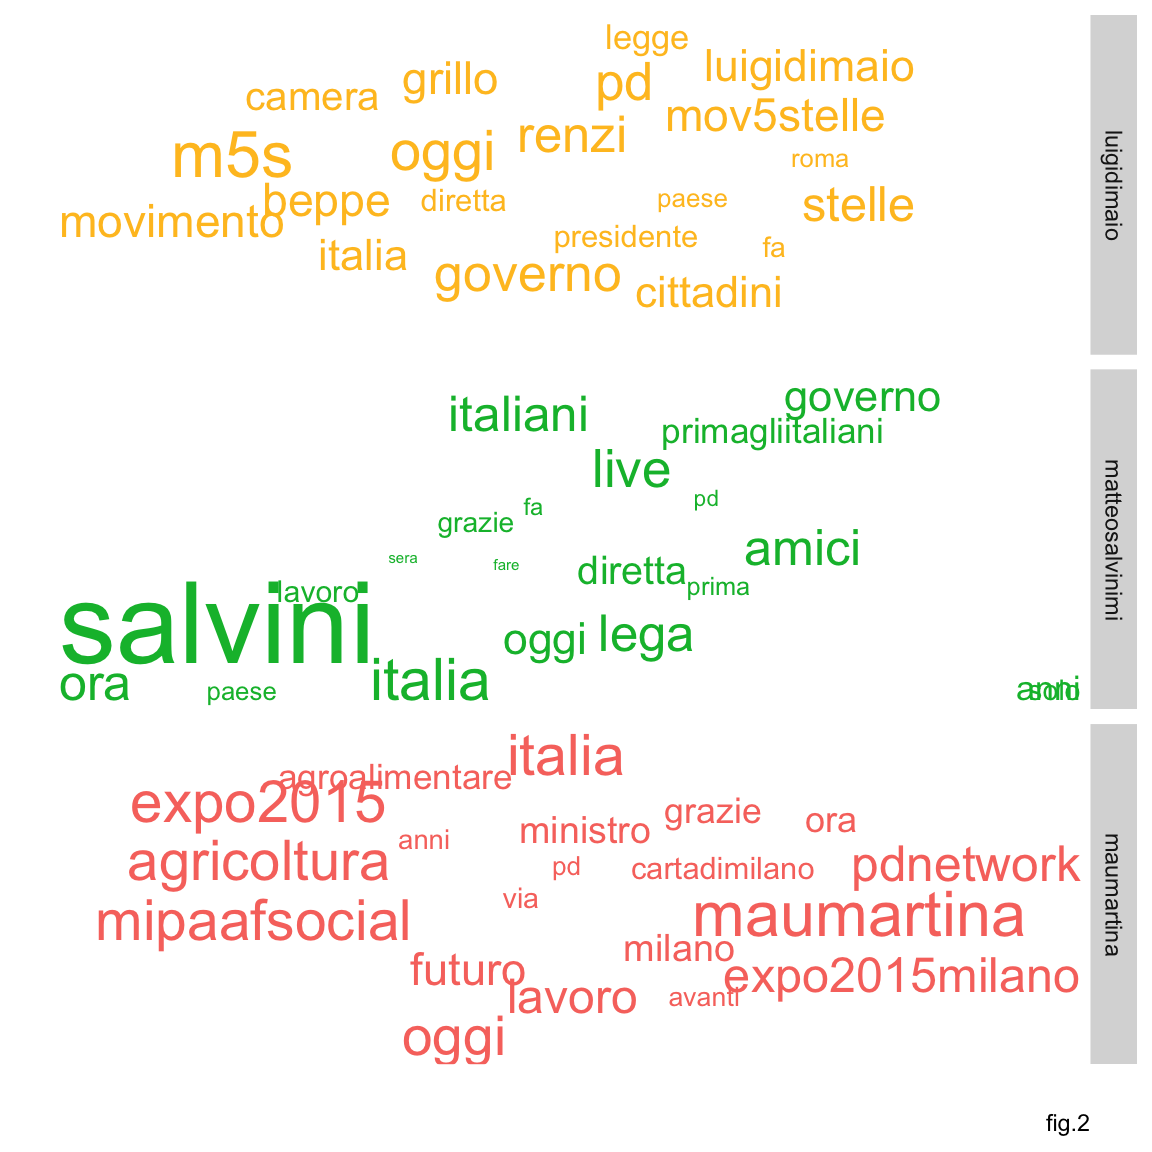 legge
luigidimaio
grillo
pd
camera
mov5stelle
renzi
m5s
oggi
roma
beppe
diretta
paese
stelle
movimento
presidente
italia
fa
governo
cittadini
luigidimaio
governo
italiani
primagliitaliani
live
pd
fa
grazie
amici
sera
fare
diretta
prima
lavoro
salvini
oggi
lega
ora
paese
italia
anni
solo
matteosalvinimi
italia
agroalimentare
expo2015
grazie
ora
ministro
anni
agricoltura
pd
cartadimilano
pdnetwork
via
mipaafsocial
maumartina
milano
futuro
expo2015milano
lavoro
avanti
oggi
maumartina
fig.2